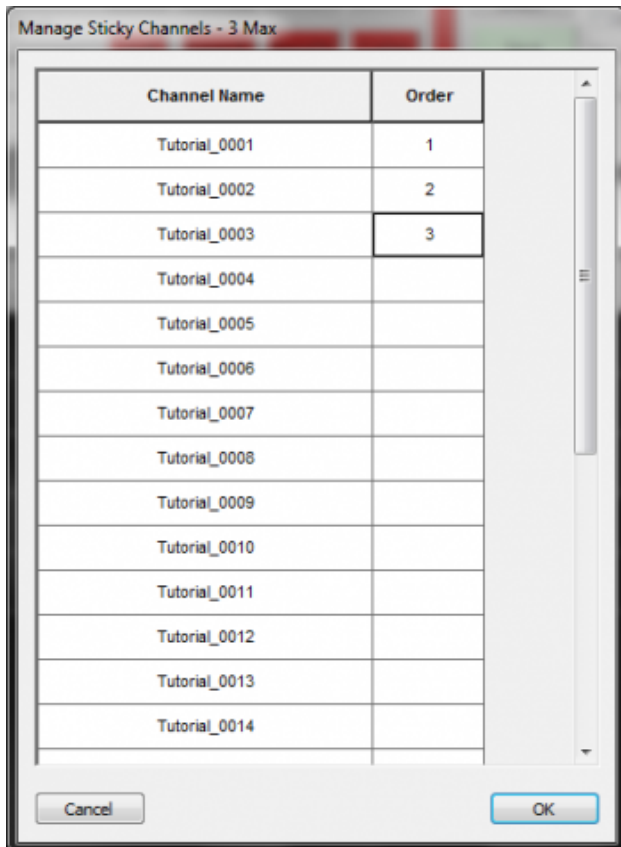 Manage Sticky Channels - 3 Max
Channel Name Order
Tutorial_0001 1
Tutorial_0002 2
Tutorial_0003 3
Tutorial_0004
Tutorial_0005
Tutorial_0006
Tutorial_0007
Tutorial_0008
Tutorial_0009
Tutorial_0010
Tutorial_0011
Tutorial_0012
Tutorial_0013
Tutorial_0014
Cancel OK